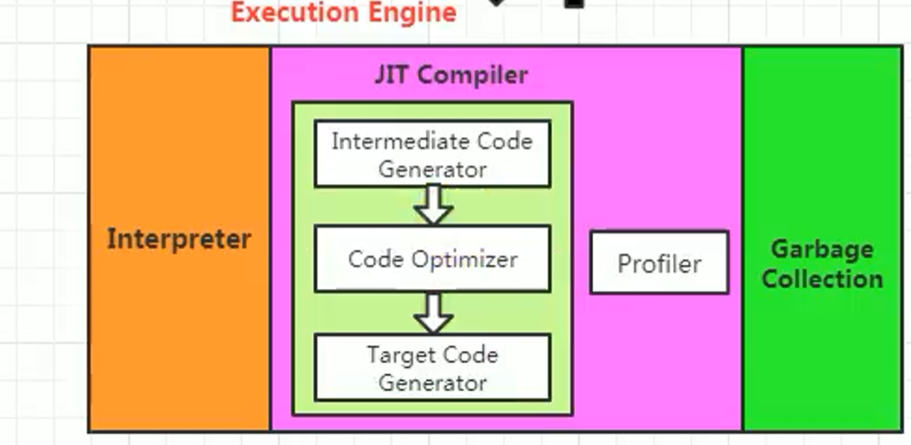 Execution Engine
JIT Compiler
Intermediate Code
Generator
Interpreter
Code Optimizer
Profiler
Garbage
Collection
Target Code
Generator